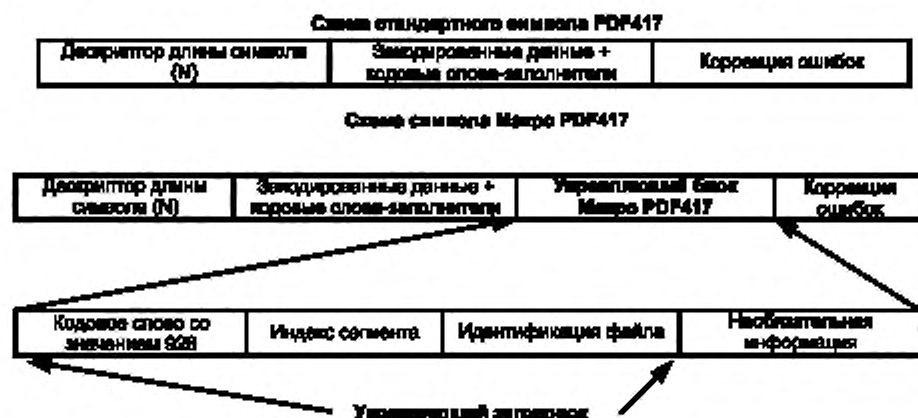 Схема стандартного символа PDF417
Дескриптор длины символа
(N)
Закодированные данные +
кодовые слова-заполнители
Коррекция ошибок
Схема символа Макро PDF417
Дескриптор длины
символа (N)
Закодированные данные +
кодовые слова-заполнители
Управляющий блок
Макро PDF417
Коррекция
ошибок
Кодовое слово со
значением 928
Индекс сегмента
Идентификация файла
Необязательная
информация
Управляющий заголовок